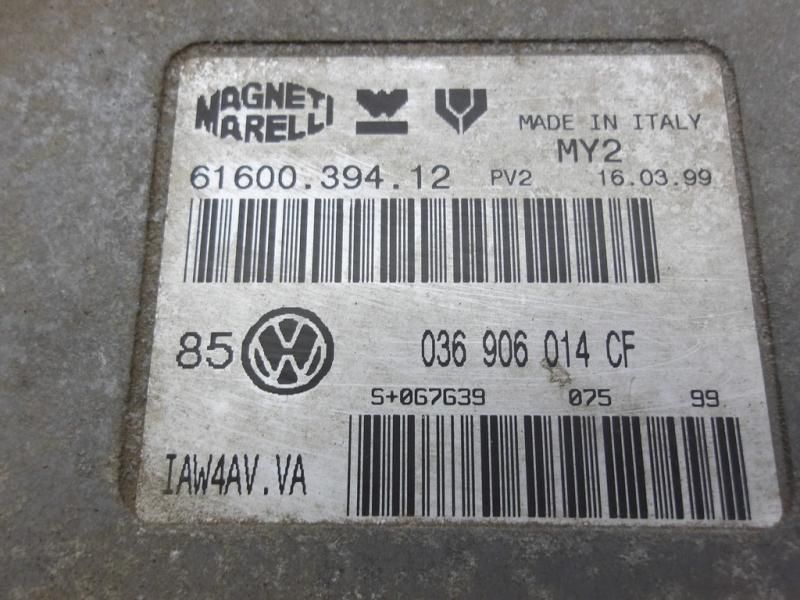 MAGNETI
MARELLI
MADE IN ITALY
MY2
61600.394.12 PV2 16.03.99
85 VW 036 906 014 CF
S+067639 075 99
IAW4AV.VA